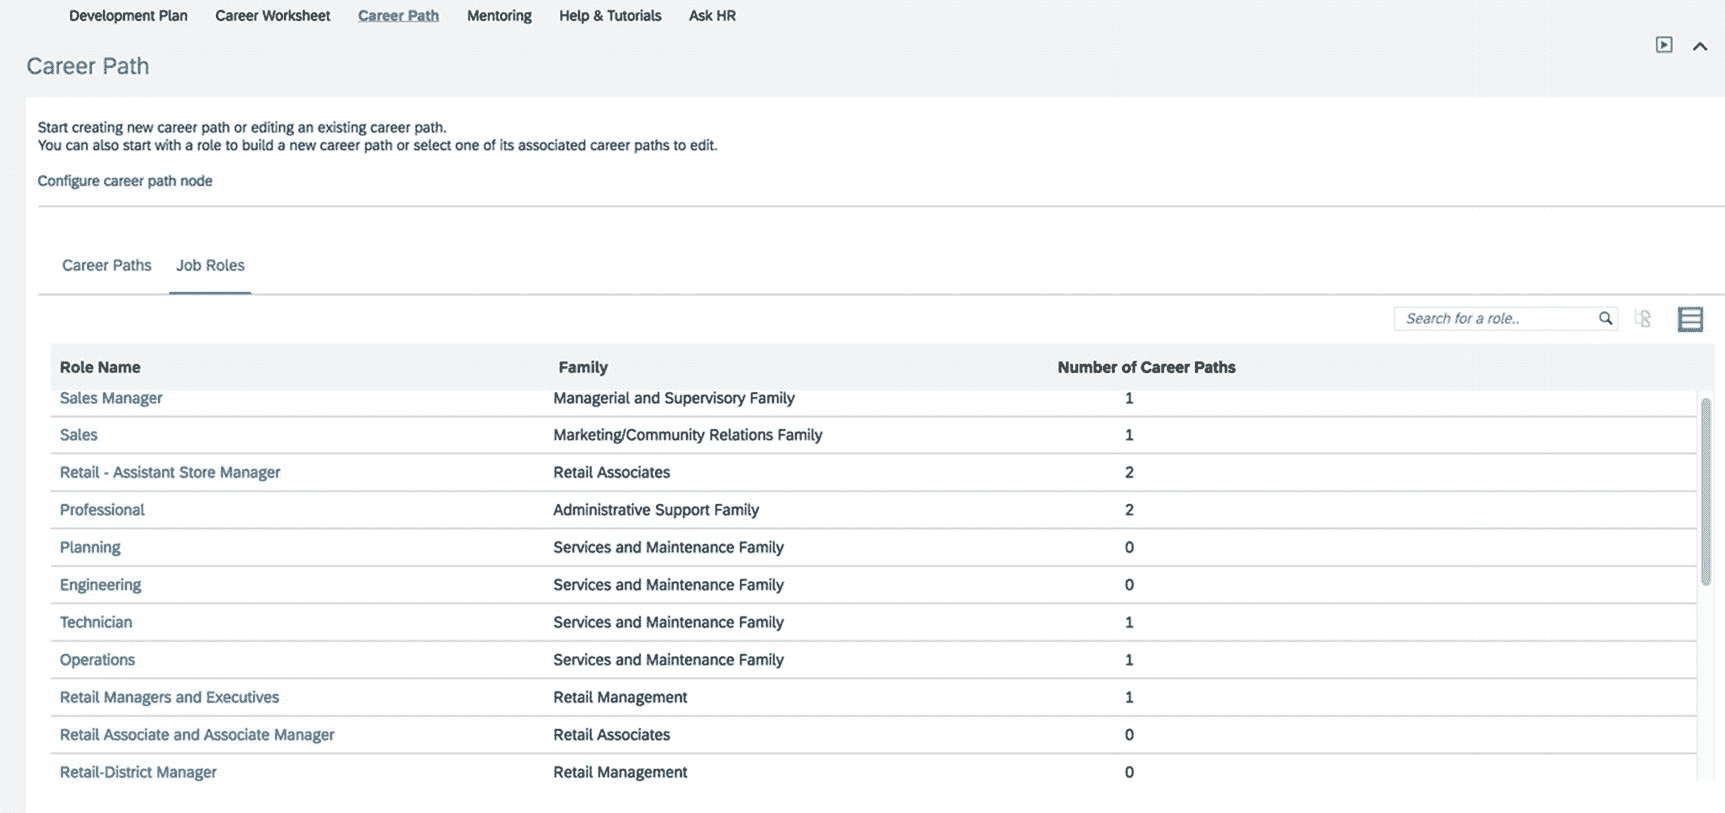 Development Plan Career Worksheet Career Path Mentoring Help & Tutorials Ask HR
Career Path
Start creating new career path or editing an existing career path.
You can also start with a role to build a new career path or select one of its associated career paths to edit.
Configure career path node
Career Paths Job Roles
Search for a role..
Role Name Family Number of Career Paths
Sales Manager Managerial and Supervisory Family 1
Sales Marketing/Community Relations Family 1
Retail - Assistant Store Manager Retail Associates 2
Professional Administrative Support Family 2
Planning Services and Maintenance Family 0
Engineering Services and Maintenance Family 0
Technician Services and Maintenance Family 1
Operations Services and Maintenance Family 1
Retail Managers and Executives Retail Management 1
Retail Associate and Associate Manager Retail Associates 0
Retail-District Manager Retail Management 0